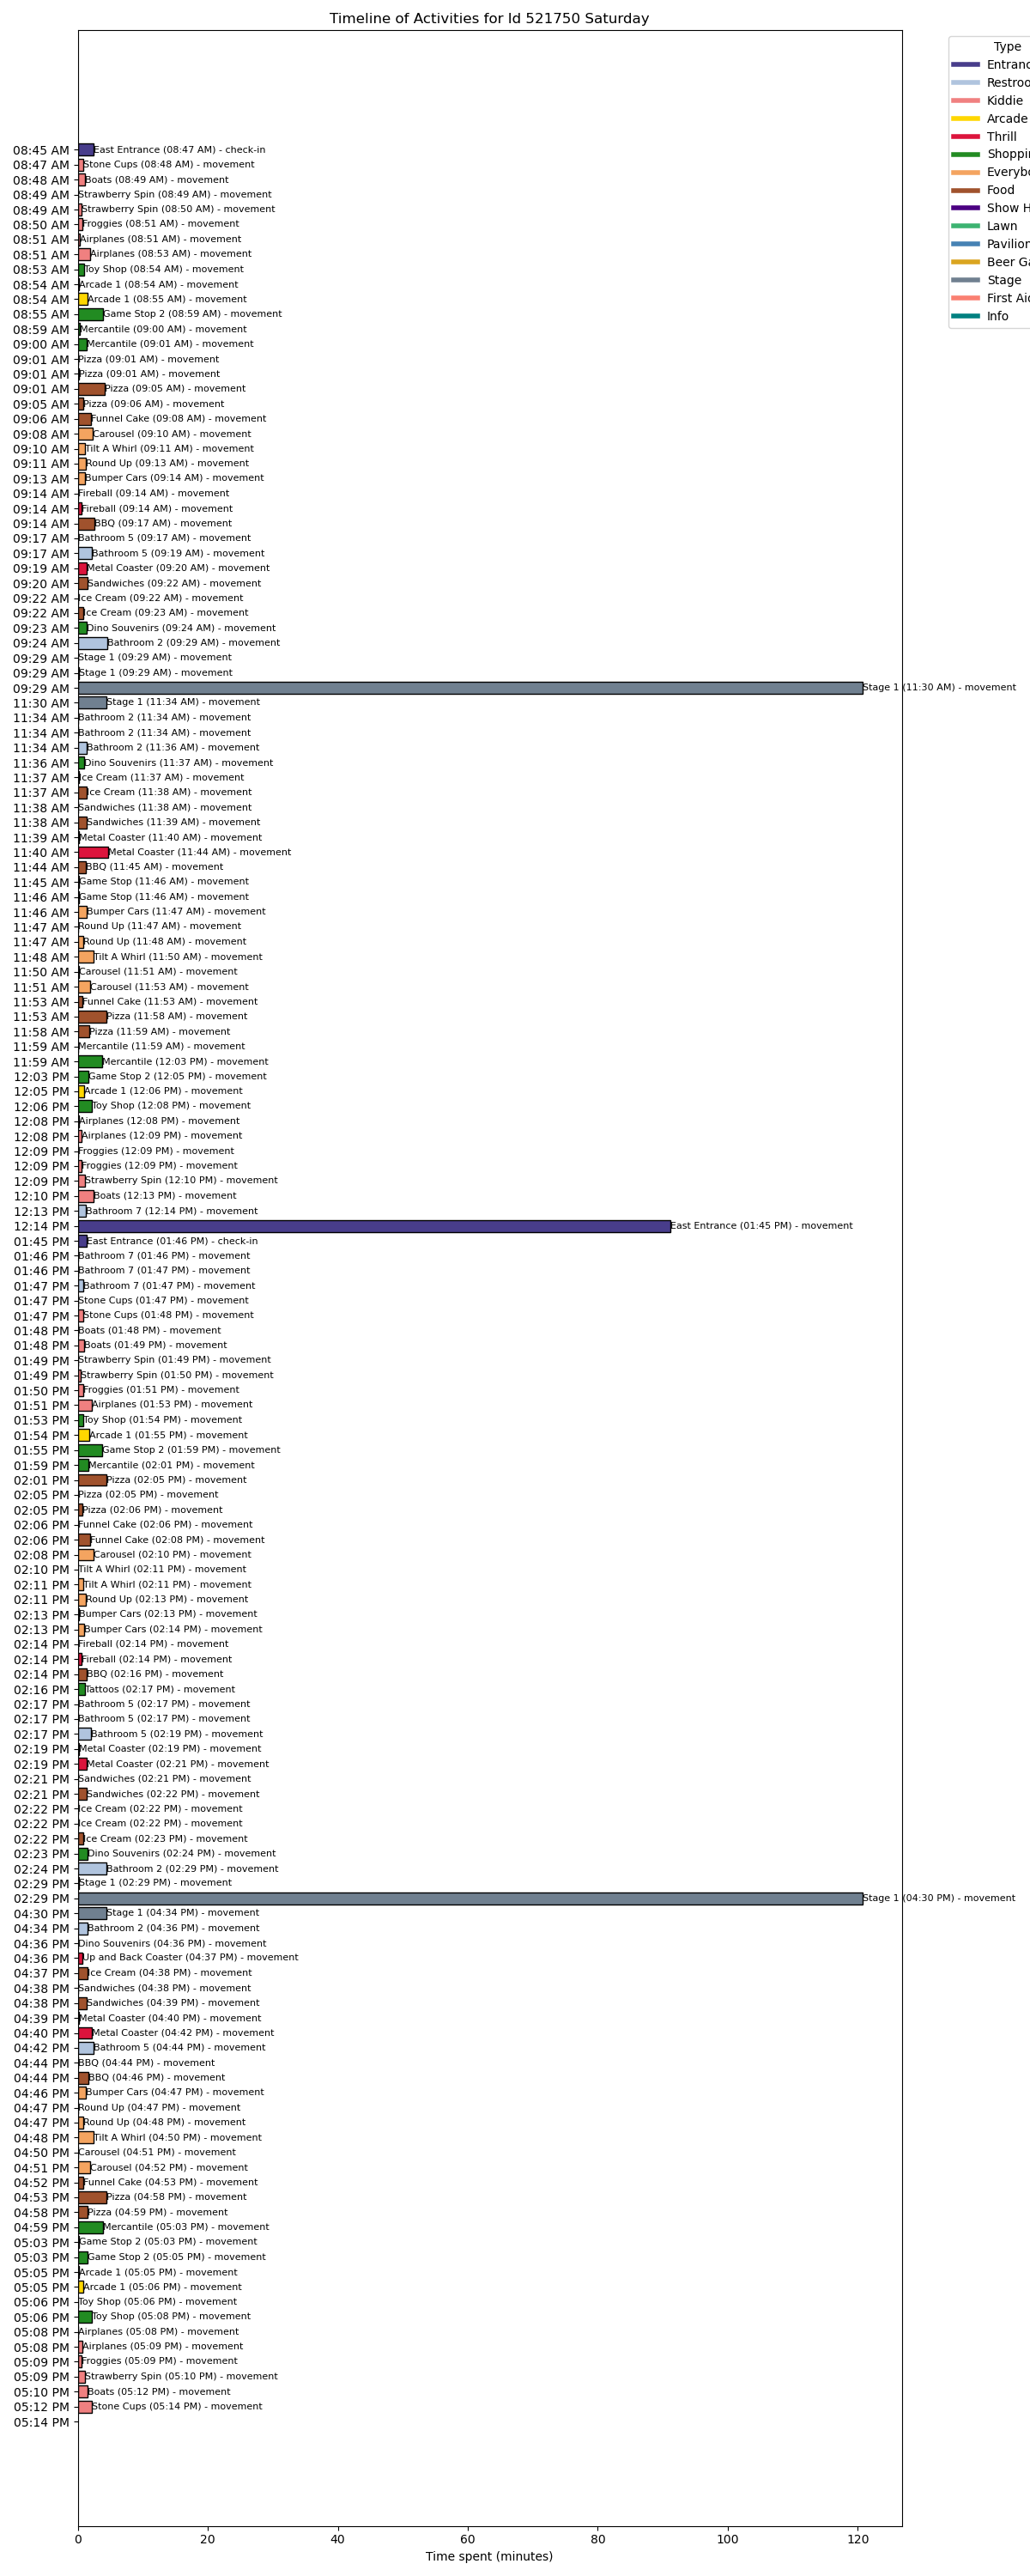 Timeline of Activities for Id 521750 Saturday
Type
Entranc
Restroo
Kiddie
Arcade
Thrill
Shoppi
Everybo
Food
Show H
Lawn
Pavilion
Beer Ga
Stage
First Aid
Info
08:45 AM East Entrance (08:47 AM) - check-in
08:47 AM Stone Cups (08:48 AM) - movement
08:48 AM Boats (08:49 AM) - movement
08:49 AM Strawberry Spin (08:49 AM) - movement
08:49 AM Strawberry Spin (08:50 AM) - movement
08:50 AM Froggies (08:51 AM) - movement
08:51 AM Airplanes (08:51 AM) - movement
08:51 AM Airplanes (08:53 AM) - movement
08:53 AM Toy Shop (08:54 AM) - movement
08:54 AM Arcade 1 (08:54 AM) - movement
08:54 AM Arcade 1 (08:55 AM) - movement
08:55 AM Game Stop 2 (08:59 AM) - movement
08:59 AM Mercantile (09:00 AM) - movement
09:00 AM Mercantile (09:01 AM) - movement
09:01 AM Pizza (09:01 AM) - movement
09:01 AM Pizza (09:01 AM) - movement
09:01 AM Pizza (09:05 AM) - movement
09:05 AM Pizza (09:06 AM) - movement
09:06 AM Funnel Cake (09:08 AM) - movement
09:08 AM Carousel (09:10 AM) - movement
09:10 AM Tilt A Whirl (09:11 AM) - movement
09:11 AM Round Up (09:13 AM) - movement
09:13 AM Bumper Cars (09:14 AM) - movement
09:14 AM Fireball (09:14 AM) - movement
09:14 AM Fireball (09:14 AM) - movement
09:14 AM BBQ (09:17 AM) - movement
09:17 AM Bathroom 5 (09:17 AM) - movement
09:17 AM Bathroom 5 (09:19 AM) - movement
09:19 AM Metal Coaster (09:20 AM) - movement
09:20 AM Sandwiches (09:22 AM) - movement
09:22 AM Ice Cream (09:22 AM) - movement
09:22 AM Ice Cream (09:23 AM) - movement
09:23 AM Dino Souvenirs (09:24 AM) - movement
09:24 AM Bathroom 2 (09:29 AM) - movement
09:29 AM Stage 1 (09:29 AM) - movement
09:29 AM Stage 1 (09:29 AM) - movement
09:29 AM Stage 1 (11:30 AM) - movement
11:30 AM Stage 1 (11:34 AM) - movement
11:34 AM Bathroom 2 (11:34 AM) - movement
11:34 AM Bathroom 2 (11:34 AM) - movement
11:34 AM Bathroom 2 (11:36 AM) - movement
11:36 AM Dino Souvenirs (11:37 AM) - movement
11:37 AM Ice Cream (11:37 AM) - movement
11:37 AM Ice Cream (11:38 AM) - movement
11:38 AM Sandwiches (11:38 AM) - movement
11:38 AM Sandwiches (11:39 AM) - movement
11:39 AM Metal Coaster (11:40 AM) - movement
11:40 AM Metal Coaster (11:44 AM) - movement
11:44 AM BBQ (11:45 AM) - movement
11:45 AM Game Stop (11:46 AM) - movement
11:46 AM Game Stop (11:46 AM) - movement
11:46 AM Bumper Cars (11:47 AM) - movement
11:47 AM Round Up (11:47 AM) - movement
11:47 AM Round Up (11:48 AM) - movement
11:48 AM Tilt A Whirl (11:50 AM) - movement
11:50 AM Carousel (11:51 AM) - movement
11:51 AM Carousel (11:53 AM) - movement
11:53 AM Funnel Cake (11:53 AM) - movement
11:53 AM Pizza (11:58 AM) - movement
11:58 AM Pizza (11:59 AM) - movement
11:59 AM Mercantile (11:59 AM) - movement
11:59 AM Mercantile (12:03 PM) - movement
12:03 PM Game Stop 2 (12:05 PM) - movement
12:05 PM Arcade 1 (12:06 PM) - movement
12:06 PM Toy Shop (12:08 PM) - movement
12:08 PM Airplanes (12:08 PM) - movement
12:08 PM Airplanes (12:09 PM) - movement
12:09 PM Froggies (12:09 PM) - movement
12:09 PM Froggies (12:09 PM) - movement
12:09 PM Strawberry Spin (12:10 PM) - movement
12:10 PM Boats (12:13 PM) - movement
12:13 PM Bathroom 7 (12:14 PM) - movement
12:14 PM East Entrance (01:45 PM) - movement
01:45 PM East Entrance (01:46 PM) - check-in
01:46 PM Bathroom 7 (01:46 PM) - movement
01:46 PM Bathroom 7 (01:47 PM) - movement
01:47 PM Bathroom 7 (01:47 PM) - movement
01:47 PM Stone Cups (01:47 PM) - movement
01:47 PM Stone Cups (01:48 PM) - movement
01:48 PM Boats (01:48 PM) - movement
01:48 PM Boats (01:49 PM) - movement
01:49 PM Strawberry Spin (01:49 PM) - movement
01:49 PM Strawberry Spin (01:50 PM) - movement
01:50 PM Froggies (01:51 PM) - movement
01:51 PM Airplanes (01:53 PM) - movement
01:53 PM Toy Shop (01:54 PM) - movement
01:54 PM Arcade 1 (01:55 PM) - movement
01:55 PM Game Stop 2 (01:59 PM) - movement
01:59 PM Mercantile (02:01 PM) - movement
02:01 PM Pizza (02:05 PM) - movement
02:05 PM Pizza (02:05 PM) - movement
02:05 PM Pizza (02:06 PM) - movement
02:06 PM Funnel Cake (02:06 PM) - movement
02:06 PM Funnel Cake (02:08 PM) - movement
02:08 PM Carousel (02:10 PM) - movement
02:10 PM Tilt A Whirl (02:11 PM) - movement
02:11 PM Tilt A Whirl (02:11 PM) - movement
02:11 PM Round Up (02:13 PM) - movement
02:13 PM Bumper Cars (02:13 PM) - movement
02:13 PM Bumper Cars (02:14 PM) - movement
02:14 PM Fireball (02:14 PM) - movement
02:14 PM Fireball (02:14 PM) - movement
02:14 PM BBQ (02:16 PM) - movement
02:16 PM Tattoos (02:17 PM) - movement
02:17 PM Bathroom 5 (02:17 PM) - movement
02:17 PM Bathroom 5 (02:17 PM) - movement
02:17 PM Bathroom 5 (02:19 PM) - movement
02:19 PM Metal Coaster (02:19 PM) - movement
02:19 PM Metal Coaster (02:21 PM) - movement
02:21 PM Sandwiches (02:21 PM) - movement
02:21 PM Sandwiches (02:22 PM) - movement
02:22 PM Ice Cream (02:22 PM) - movement
02:22 PM Ice Cream (02:22 PM) - movement
02:22 PM Ice Cream (02:23 PM) - movement
02:23 PM Dino Souvenirs (02:24 PM) - movement
02:24 PM Bathroom 2 (02:29 PM) - movement
02:29 PM Stage 1 (02:29 PM) - movement
02:29 PM Stage 1 (04:30 PM) - movement
04:30 PM Stage 1 (04:34 PM) - movement
04:34 PM Bathroom 2 (04:36 PM) - movement
04:36 PM Dino Souvenirs (04:36 PM) - movement
04:36 PM Up and Back Coaster (04:37 PM) - movement
04:37 PM Ice Cream (04:38 PM) - movement
04:38 PM Sandwiches (04:38 PM) - movement
04:38 PM Sandwiches (04:39 PM) - movement
04:39 PM Metal Coaster (04:40 PM) - movement
04:40 PM Metal Coaster (04:42 PM) - movement
04:42 PM Bathroom 5 (04:44 PM) - movement
04:44 PM BBQ (04:44 PM) - movement
04:44 PM BBQ (04:46 PM) - movement
04:46 PM Bumper Cars (04:47 PM) - movement
04:47 PM Round Up (04:47 PM) - movement
04:47 PM Round Up (04:48 PM) - movement
04:48 PM Tilt A Whirl (04:50 PM) - movement
04:50 PM Carousel (04:51 PM) - movement
04:51 PM Carousel (04:52 PM) - movement
04:52 PM Funnel Cake (04:53 PM) - movement
04:53 PM Pizza (04:58 PM) - movement
04:58 PM Pizza (04:59 PM) - movement
04:59 PM Mercantile (05:03 PM) - movement
05:03 PM Game Stop 2 (05:03 PM) - movement
05:03 PM Game Stop 2 (05:05 PM) - movement
05:05 PM Arcade 1 (05:05 PM) - movement
05:05 PM Arcade 1 (05:06 PM) - movement
05:06 PM Toy Shop (05:06 PM) - movement
05:06 PM Toy Shop (05:08 PM) - movement
05:08 PM Airplanes (05:08 PM) - movement
05:08 PM Airplanes (05:09 PM) - movement
05:09 PM Froggies (05:09 PM) - movement
05:09 PM Strawberry Spin (05:10 PM) - movement
05:10 PM Boats (05:12 PM) - movement
05:12 PM Stone Cups (05:14 PM) - movement
05:14 PM
0 20 40 60 80 100 120
Time spent (minutes)